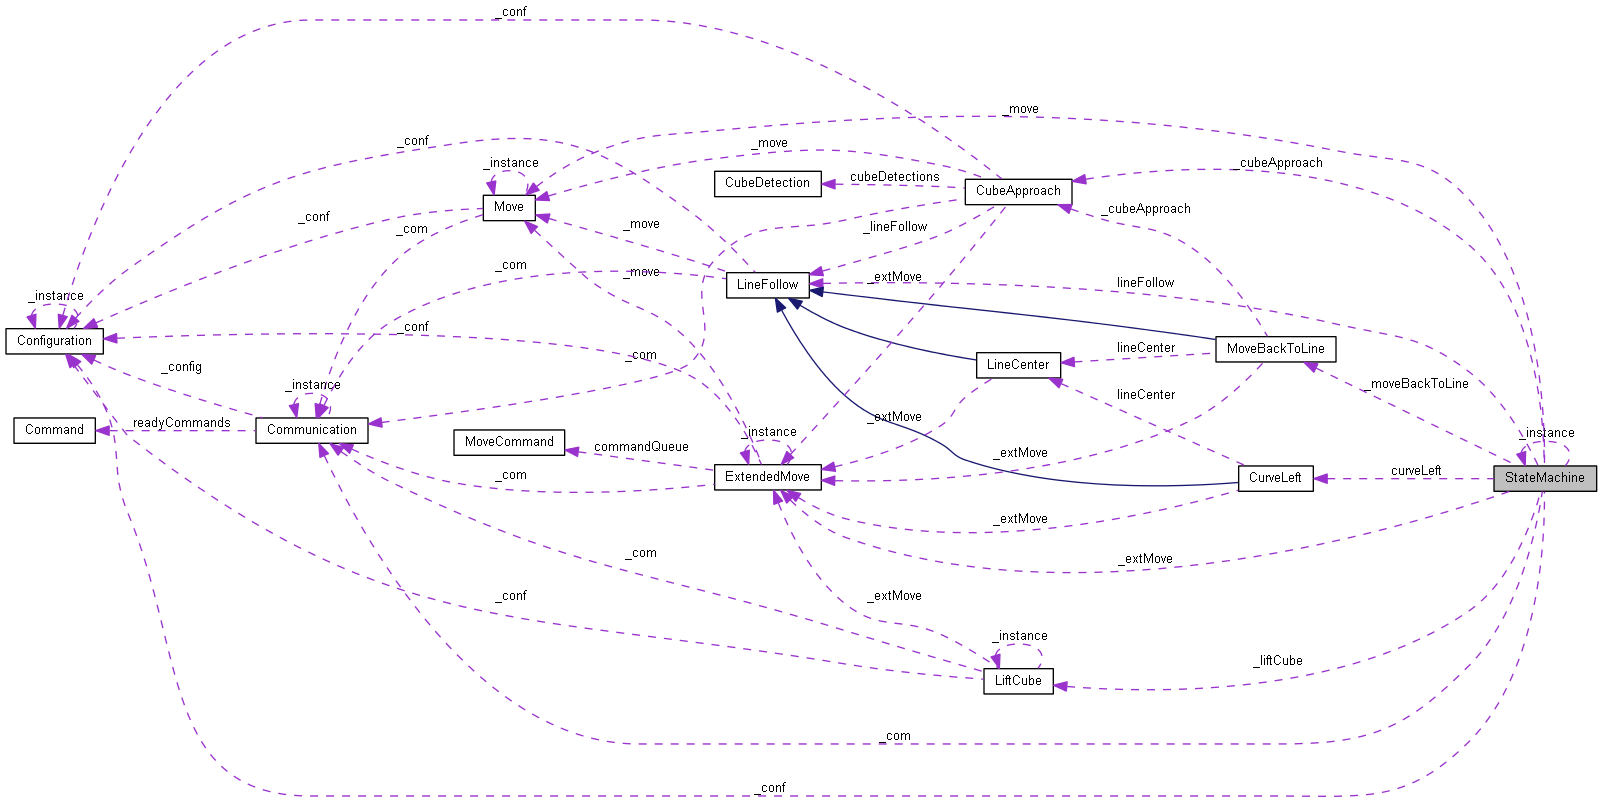 _conf
_move
_conf
_move
_cubeApproach
_instance
CubeDetection
cubeDetections
CubeApproach
Move
_conf
_com
_move
_lineFollow
_cubeApproach
_com
_move
_extMove
LineFollow
lineFollow
_instance
Configuration
_conf
_com
LineCenter
lineCenter
MoveBackToLine
_config
_instance
_moveBackToLine
lineCenter
Command
readyCommands
Communication
MoveCommand
commandQueue
_instance
_extMove
_extMove
_instance
ExtendedMove
_com
CurveLeft
curveLeft
StateMachine
_extMove
_com
_extMove
_conf
_extMove
_instance
LiftCube
_liftCube
_com
_conf